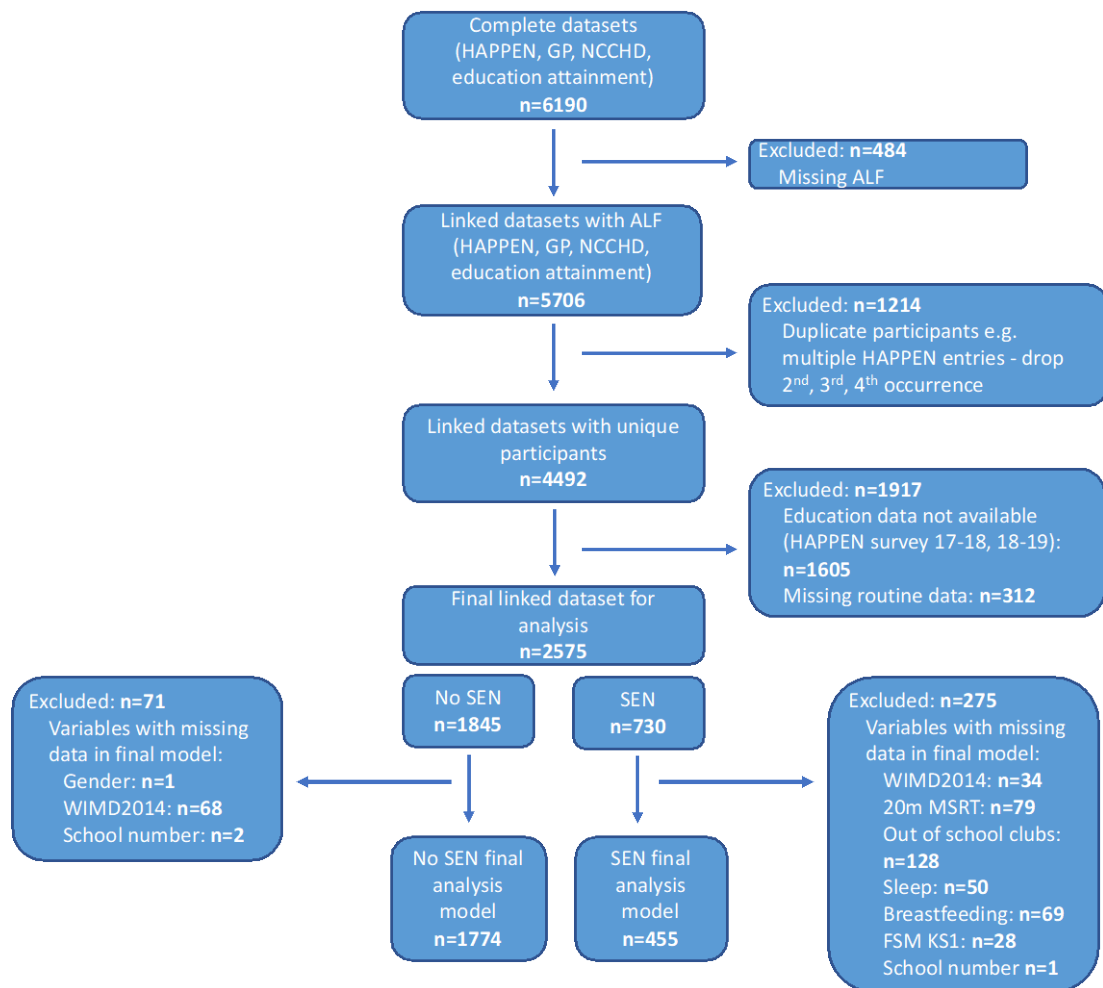 Complete datasets
(HAPPEN, GP, NCCHD,
education attainment)
n=6190
Excluded: n=484
Missing ALF
Linked datasets with ALF
(HAPPEN, GP, NCCHD,
education attainment)
n=5706
Excluded: n=1214
Duplicate participants e.g.
multiple HAPPEN entries - drop
2nd, 3rd, 4th occurrence
Linked datasets with unique
participants
n=4492
Excluded: n=1917
Education data not available
(HAPPEN survey 17-18, 18-19):
n=1605
Missing routine data: n=312
Final linked dataset for
analysis
n=2575
No SEN
n=1845
SEN
n=730
Excluded: n=71
Variables with missing
data in final model:
Gender: n=1
WIMD2014: n=68
School number: n=2
Excluded: n=275
Variables with missing
data in final model:
WIMD2014: n=34
20m MSRT: n=79
Out of school clubs:
n=128
Sleep: n=50
Breastfeeding: n=69
FSM KS1: n=28
School number n=1
No SEN final
analysis
model
n=1774
SEN final
analysis
model
n=455